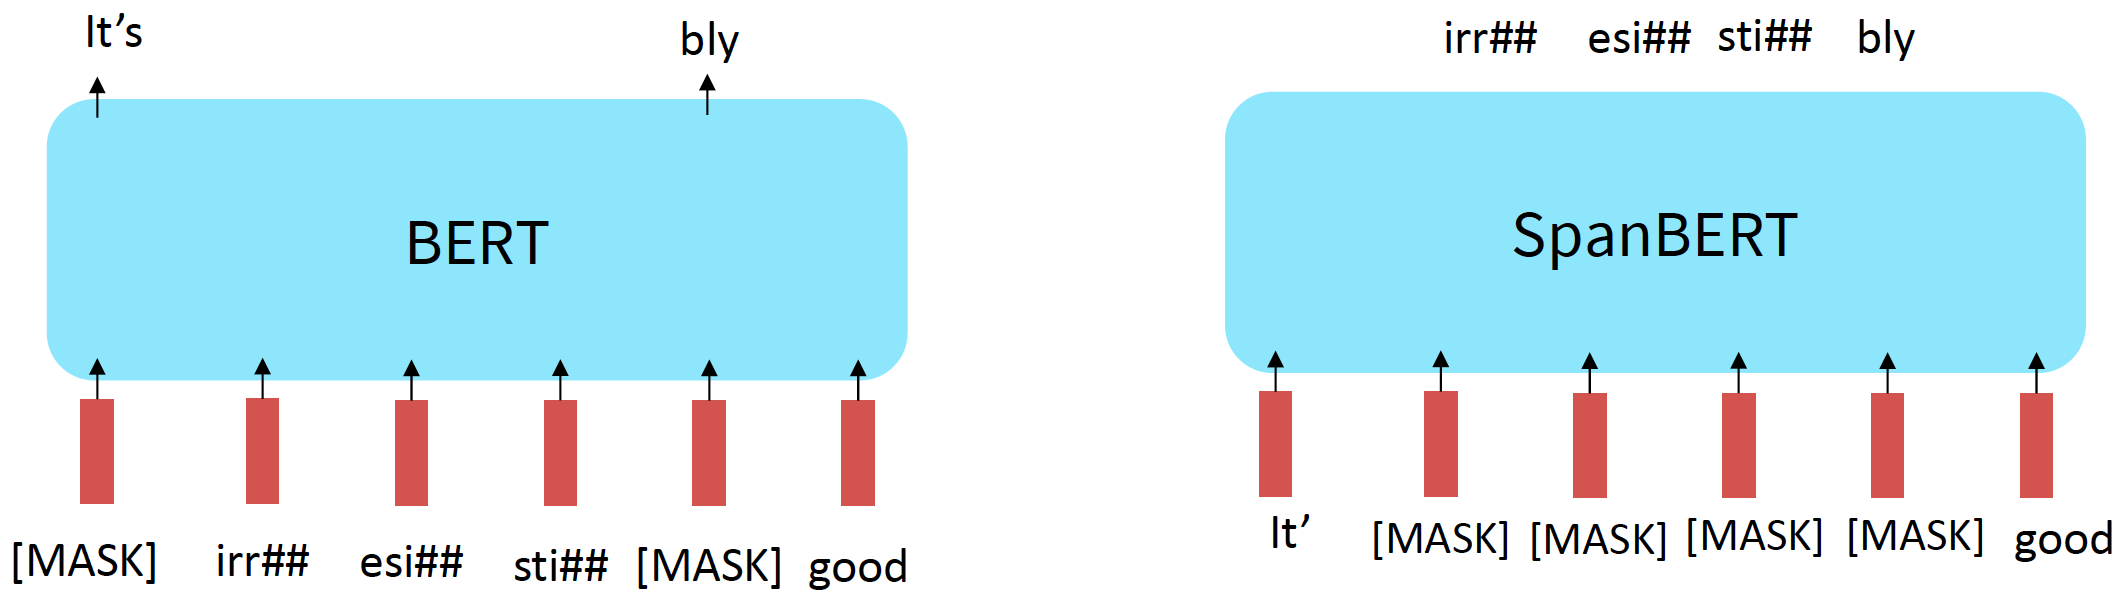 It's bly
BERT
[MASK] irr## esi## sti## [MASK] good
irr## esi## sti## bly
SpanBERT
It' [MASK] [MASK] [MASK] [MASK] good